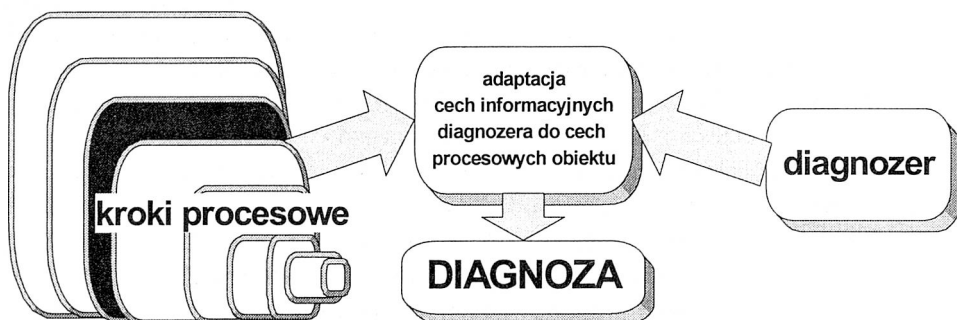 kroki procesowe
adaptacja
cech informacyjnych
diagnozera do cech
procesowych obiektu
diagnozer
DIAGNOZA